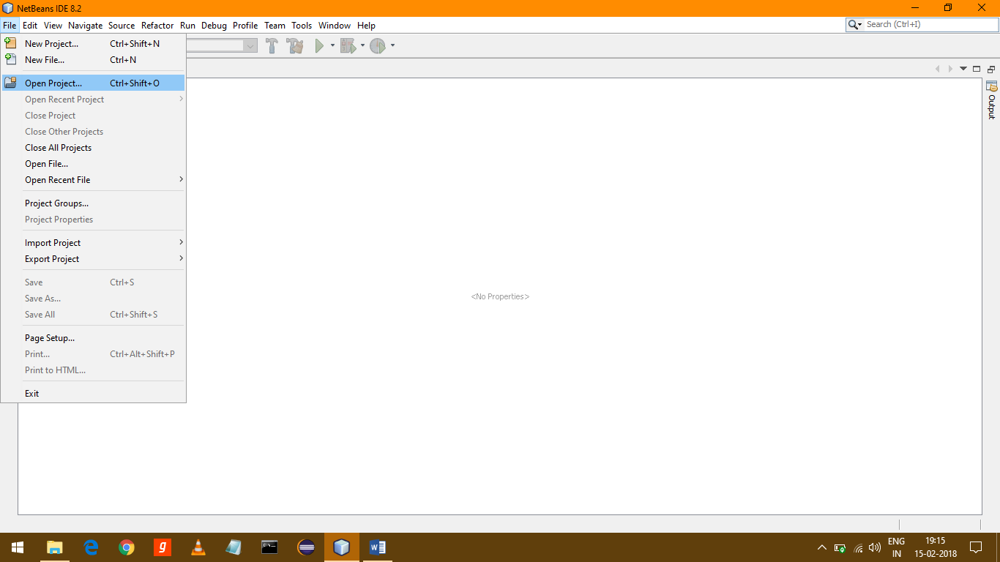 NetBeans IDE 8.2
File Edit View Navigate Source Refactor Run Debug Profile Team Tools Window Help
Search (Ctrl+I)
New Project... Ctrl+Shift+N
New File... Ctrl+N
Open Project... Ctrl+Shift+O
Open Recent Project
Close Project
Close Other Projects
Close All Projects
Open File...
Open Recent File
Project Groups...
Project Properties
Import Project
Export Project
Save Ctrl+S
Save As...
Save All Ctrl+Shift+S
Page Setup...
Print... Ctrl+Alt+Shift+P
Print to HTML...
Exit
<No Properties>
Output
ENG
IN
19:15
15-02-2018